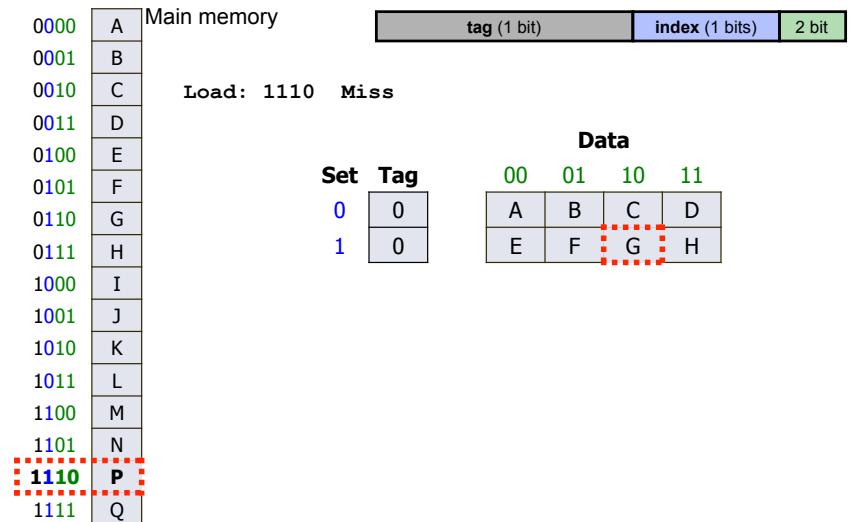 Main memory
tag (1 bit) index (1 bits) 2 bit
0000 A
0001 B
0010 C
Load: 1110 Miss
0011 D
Data
0100 E
Set Tag 00 01 10 11
0101 F
0 0 A B C D
0110 G
1 0 E F G H
0111 H
1000 I
1001 J
1010 K
1011 L
1100 M
1101 N
1110 P
1111 Q